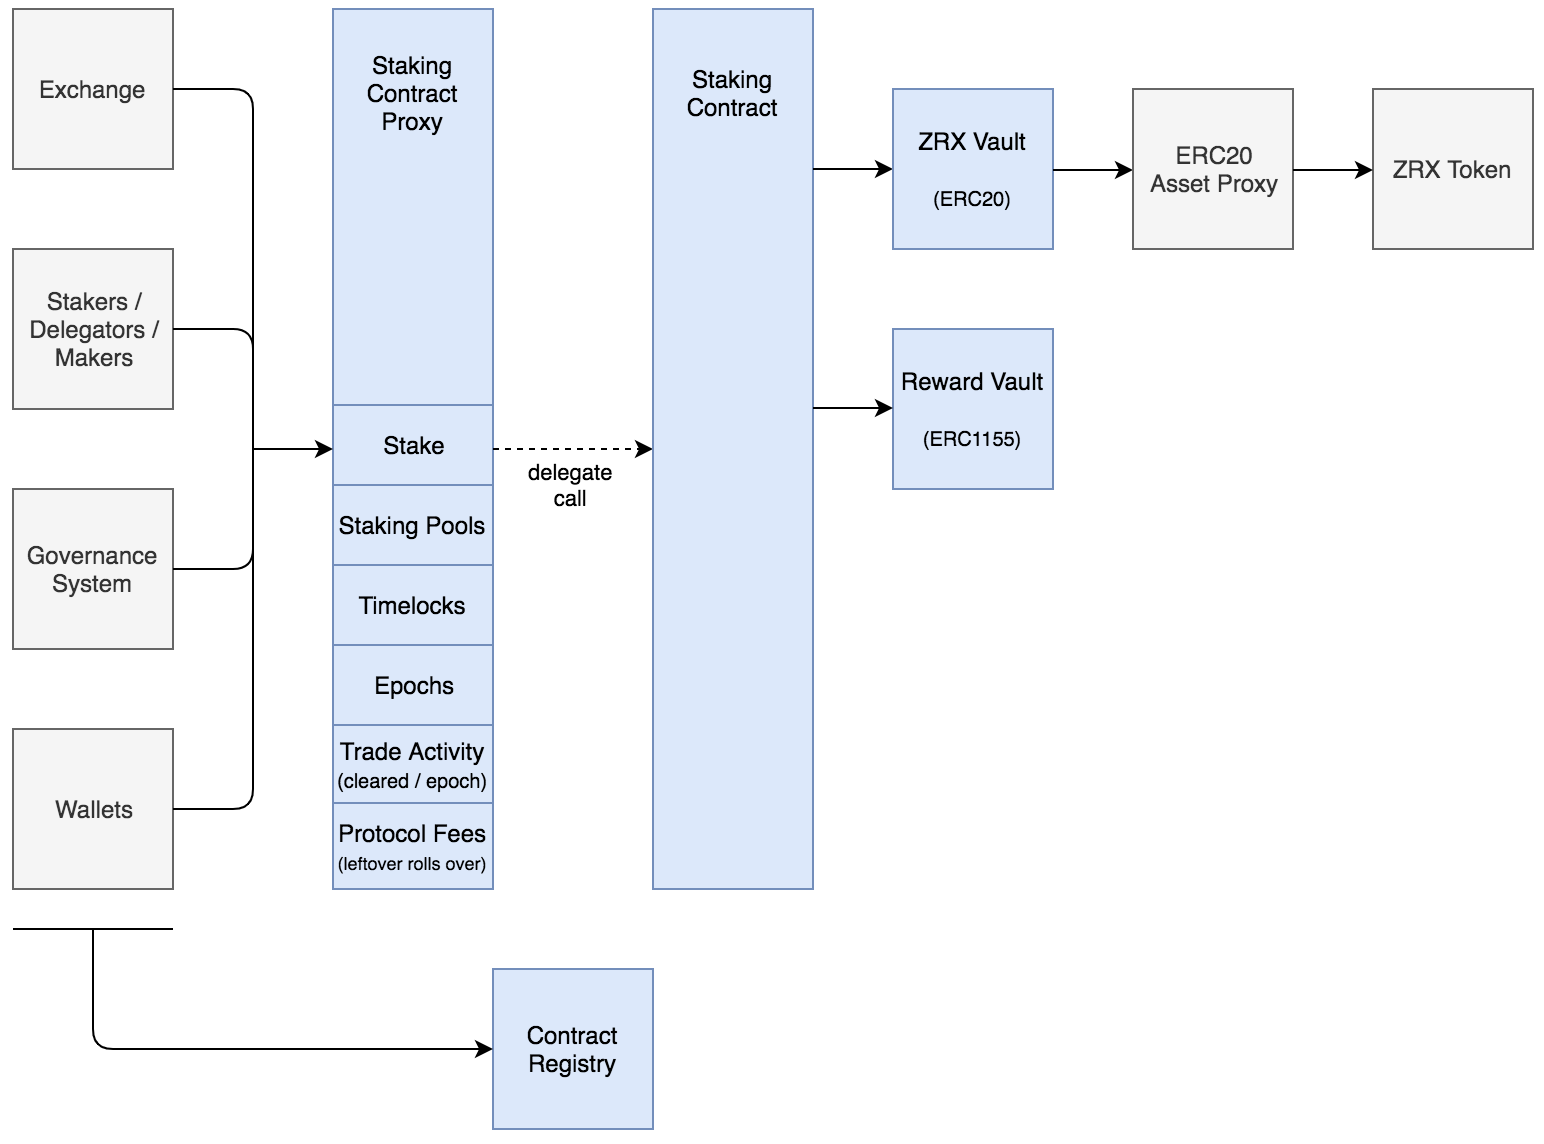 Exchange
Stakers /
Delegators /
Makers
Governance
System
Wallets
Staking
Contract
Proxy
Stake
Staking Pools
Timelocks
Epochs
Trade Activity
(cleared / epoch)
Protocol Fees
(leftover rolls over)
delegate
call
Staking
Contract
ZRX Vault
(ERC20)
Reward Vault
(ERC1155)
ERC20
Asset Proxy
ZRX Token
Contract
Registry